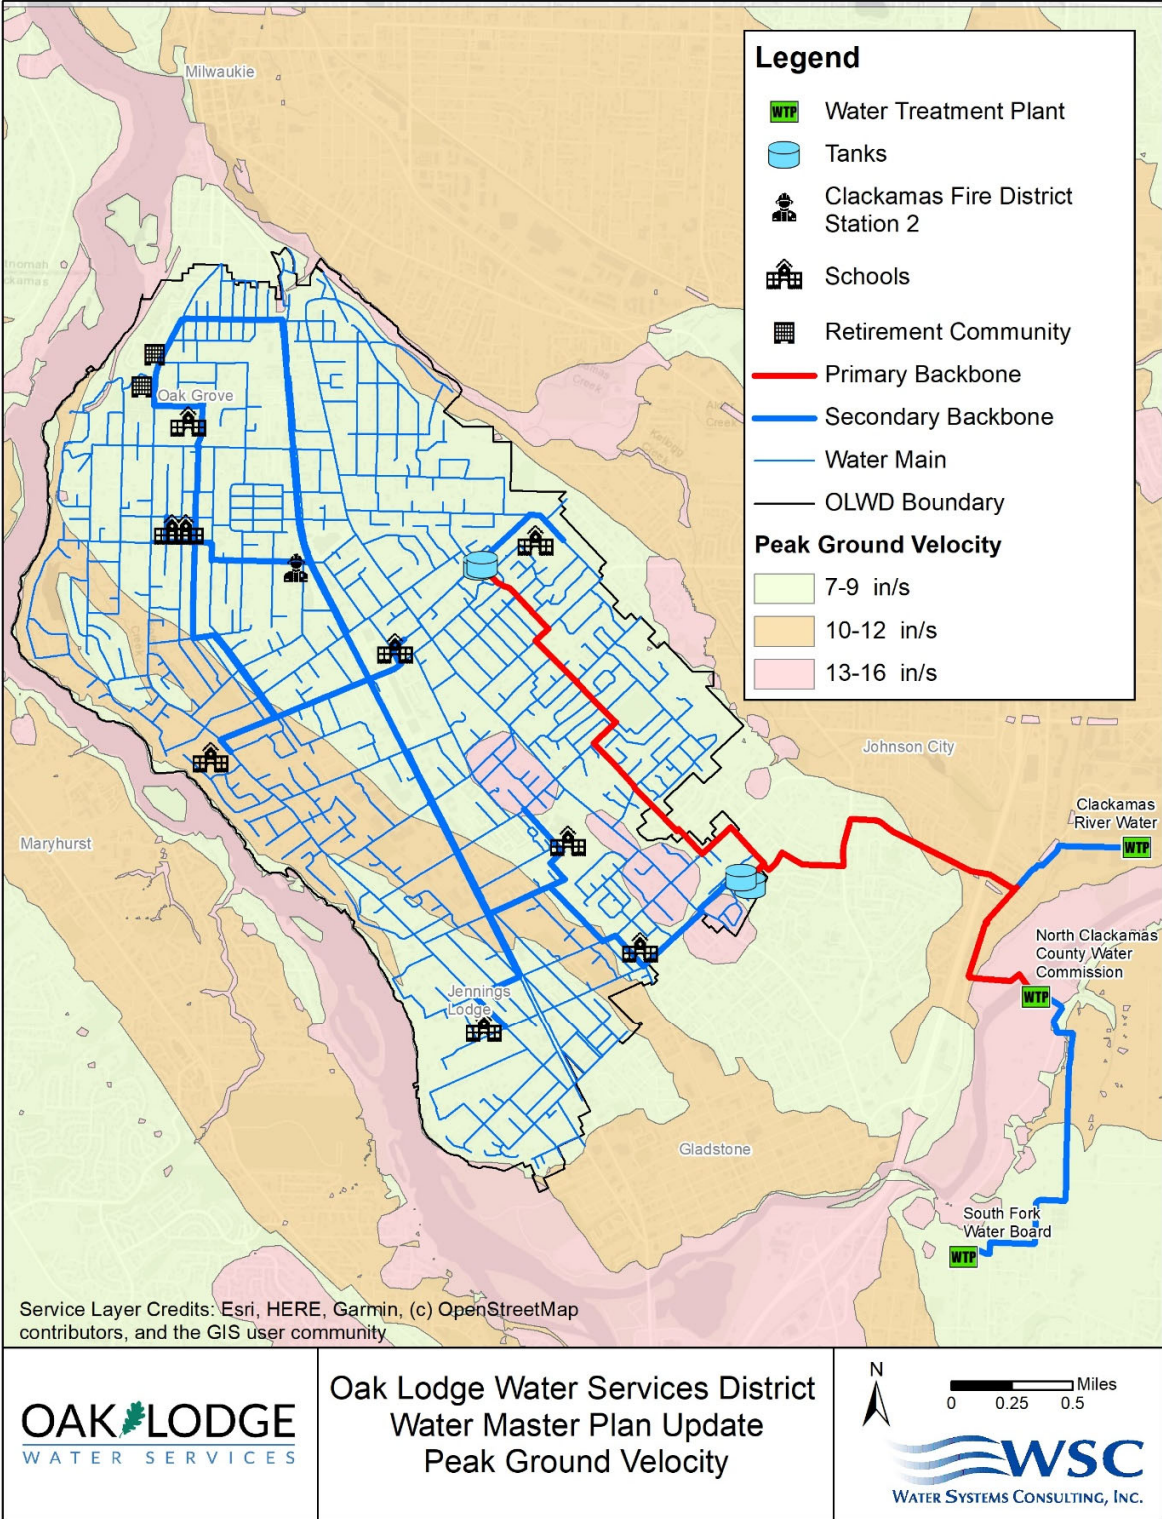 Milwaukie
Legend
WTP Water Treatment Plant
Tanks
Clackamas Fire District
Station 2
Schools
Retirement Community
Primary Backbone
Secondary Backbone
Water Main
OLWD Boundary
Peak Ground Velocity
7-9 in/s
10-12 in/s
13-16 in/s
Oak Grove
Johnson City
Clackamas
River Water
WTP
Maryhurst
North Clackamas
County Water
Commission
WTP
Jennings
Lodge
Gladstone
South Fork
Water Board
WTP
Service Layer Credits: Esri, HERE, Garmin, (c) OpenStreetMap
contributors, and the GIS user community
OAK LODGE
WATER SERVICES
Oak Lodge Water Services District
Water Master Plan Update
Peak Ground Velocity
N
Miles
0 0.25 0.5
WSC
WATER SYSTEMS CONSULTING, INC.